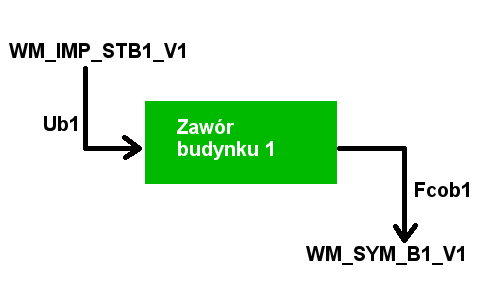 WM_IMP_STB1_V1
Ub1
Zawór
budynku 1
Fcob1
WM_SYM_B1_V1